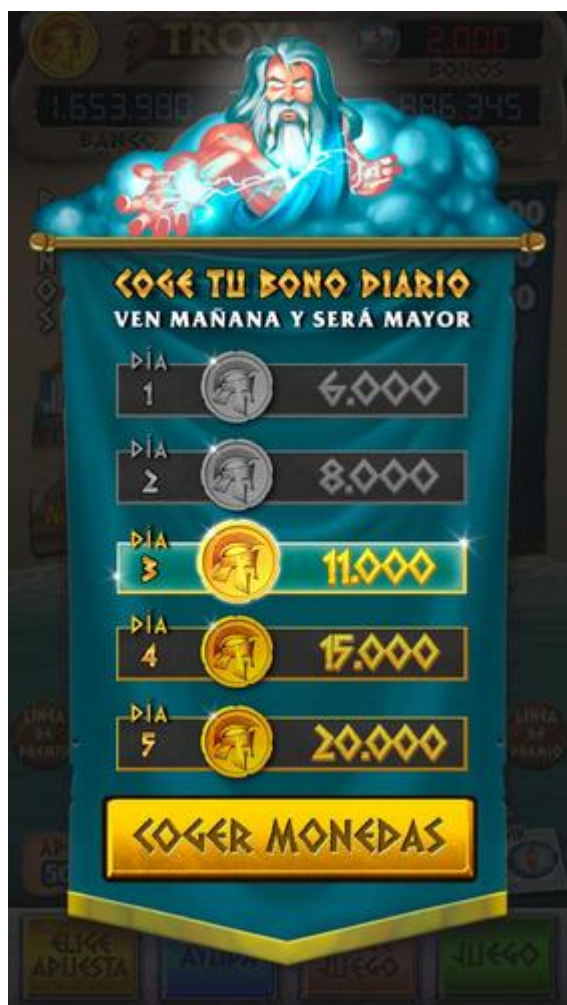 TROYA
2.000
BONOS
1.653.980
886.345
BANCO
COGE TU BONO DIARIO
VEN MAÑANA Y SERÁ MAYOR
DÍA
1
6.000
DÍA
2
8.000
DÍA
3
11.000
DÍA
4
15.000
DÍA
5
20.000
LÍNEA
DE
PREMIO
LÍNEA
DE
PREMIO
COGER MONEDAS
ELIGE
APUESTA
AYUDA
JUEGO
JUEGO